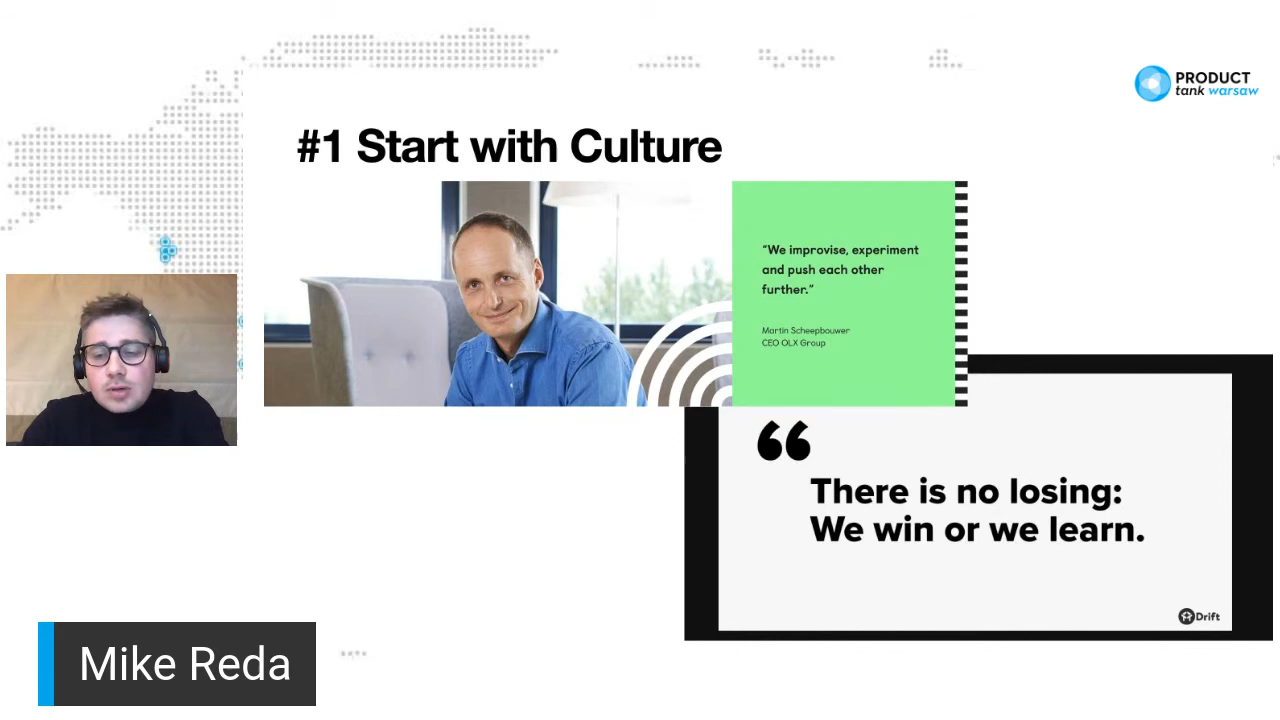 PRODUCT
tank warsaw
#1 Start with Culture
“We improvise, experiment
and push each other
further.”
Martin Scheepbouwer
CEO OLX Group
“
There is no losing:
We win or we learn.
Drift
Mike Reda